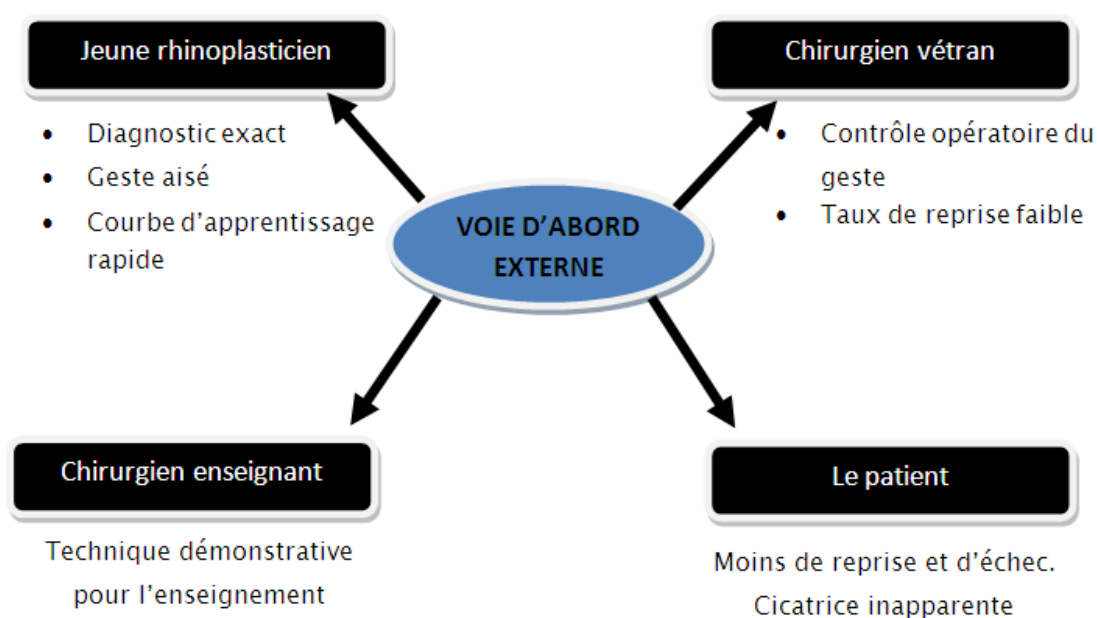 Jeune rhinoplasticien
• Diagnostic exact
• Geste aisé
• Courbe d'apprentissage
rapide
Chirurgien vétran
• Contrôle opératoire du
geste
• Taux de reprise faible
VOIE D'ABORD
EXTERNE
Chirurgien enseignant
Technique démonstrative
pour l'enseignement
Le patient
Moins de reprise et d'échec.
Cicatrice inapparente